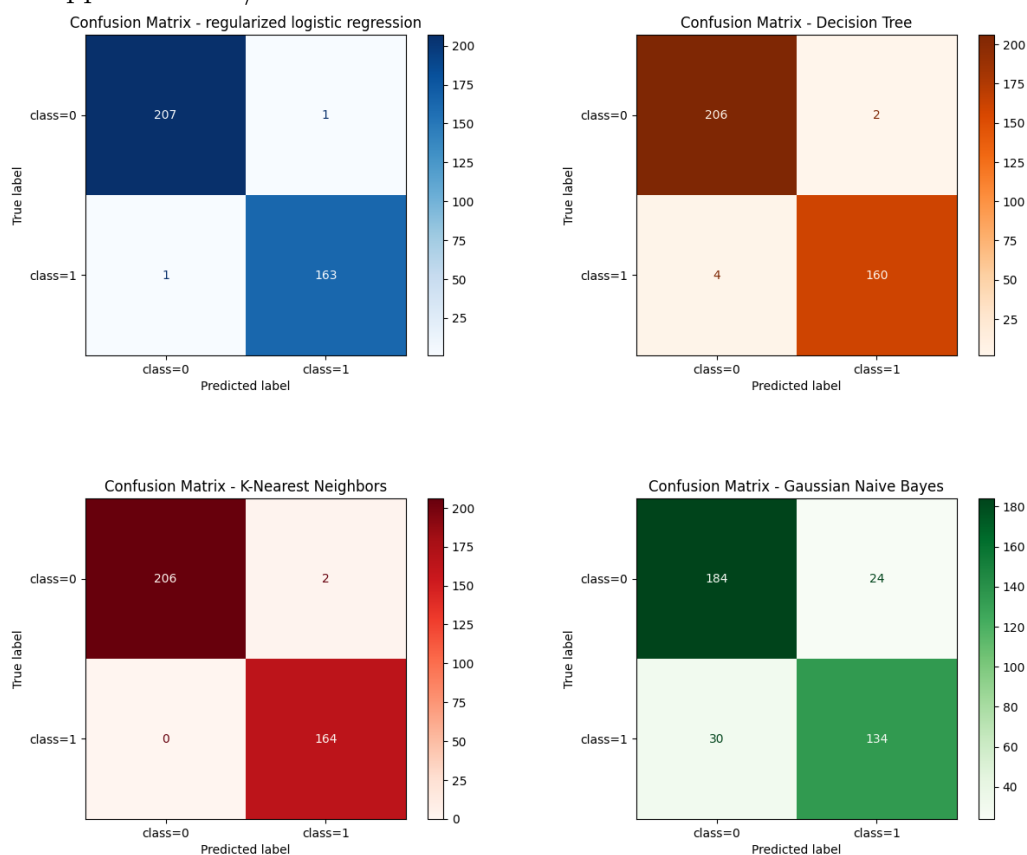 Confusion Matrix - regularized logistic regression
class=0
class=1
True label
207
1
1
163
class=0
class=1
Predicted label
200
175
150
125
100
75
50
25
Confusion Matrix - Decision Tree
class=0
class=1
True label
206
2
4
160
class=0
class=1
Predicted label
200
175
150
125
100
75
50
25
Confusion Matrix - K-Nearest Neighbors
class=0
class=1
True label
206
2
0
164
class=0
class=1
Predicted label
200
175
150
125
100
75
50
25
0
Confusion Matrix - Gaussian Naive Bayes
class=0
class=1
True label
184
24
30
134
class=0
class=1
Predicted label
180
160
140
120
100
80
60
40